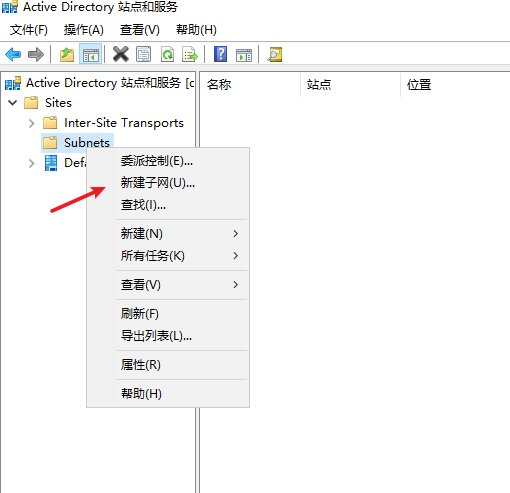 Active Directory 站点和服务
文件(F) 操作(A) 查看(V) 帮助(H)
Active Directory 站点和服务 [c
名称 站点 位置
Sites
Inter-Site Transports
Subnets
Defa
委派控制(E)...
新建子网(U)...
查找(I)...
新建(N)
所有任务(K)
查看(V)
刷新(F)
导出列表(L)...
属性(R)
帮助(H)